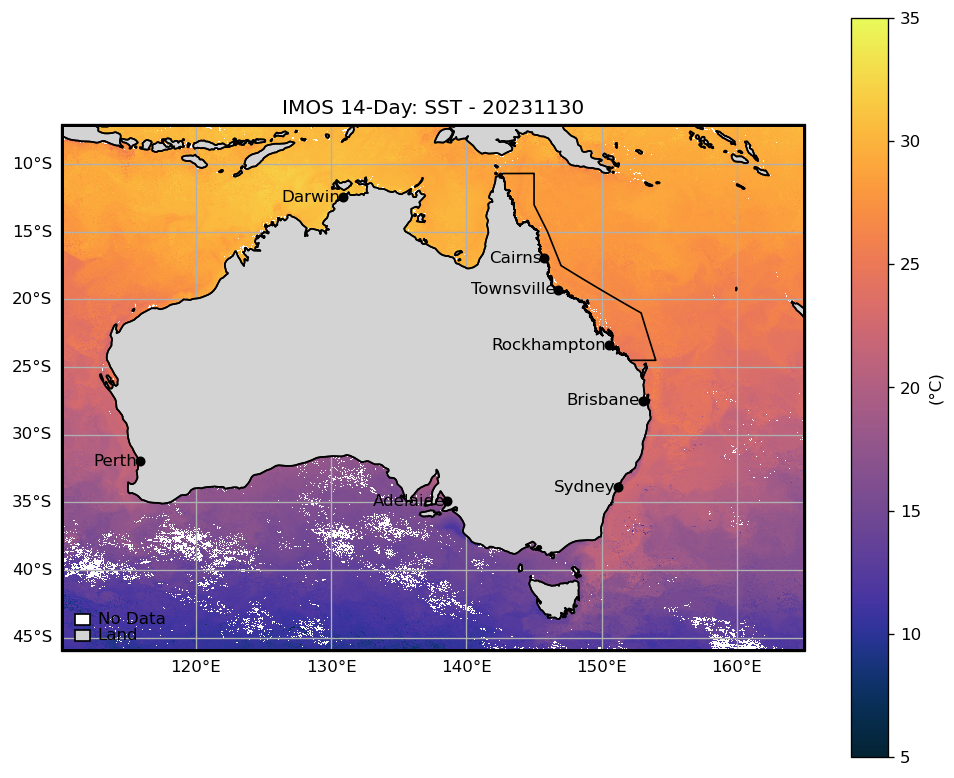 IMOS 14-Day: SST - 20231130
35
30
25
20
15
10
5
(°C)
10°S
15°S
20°S
25°S
30°S
35°S
40°S
45°S
Darwin
Cairns
Townsville
Rockhampton
Brisbane
Perth
Sydney
Adelaide
No Data
Land
120°E
130°E
140°E
150°E
160°E